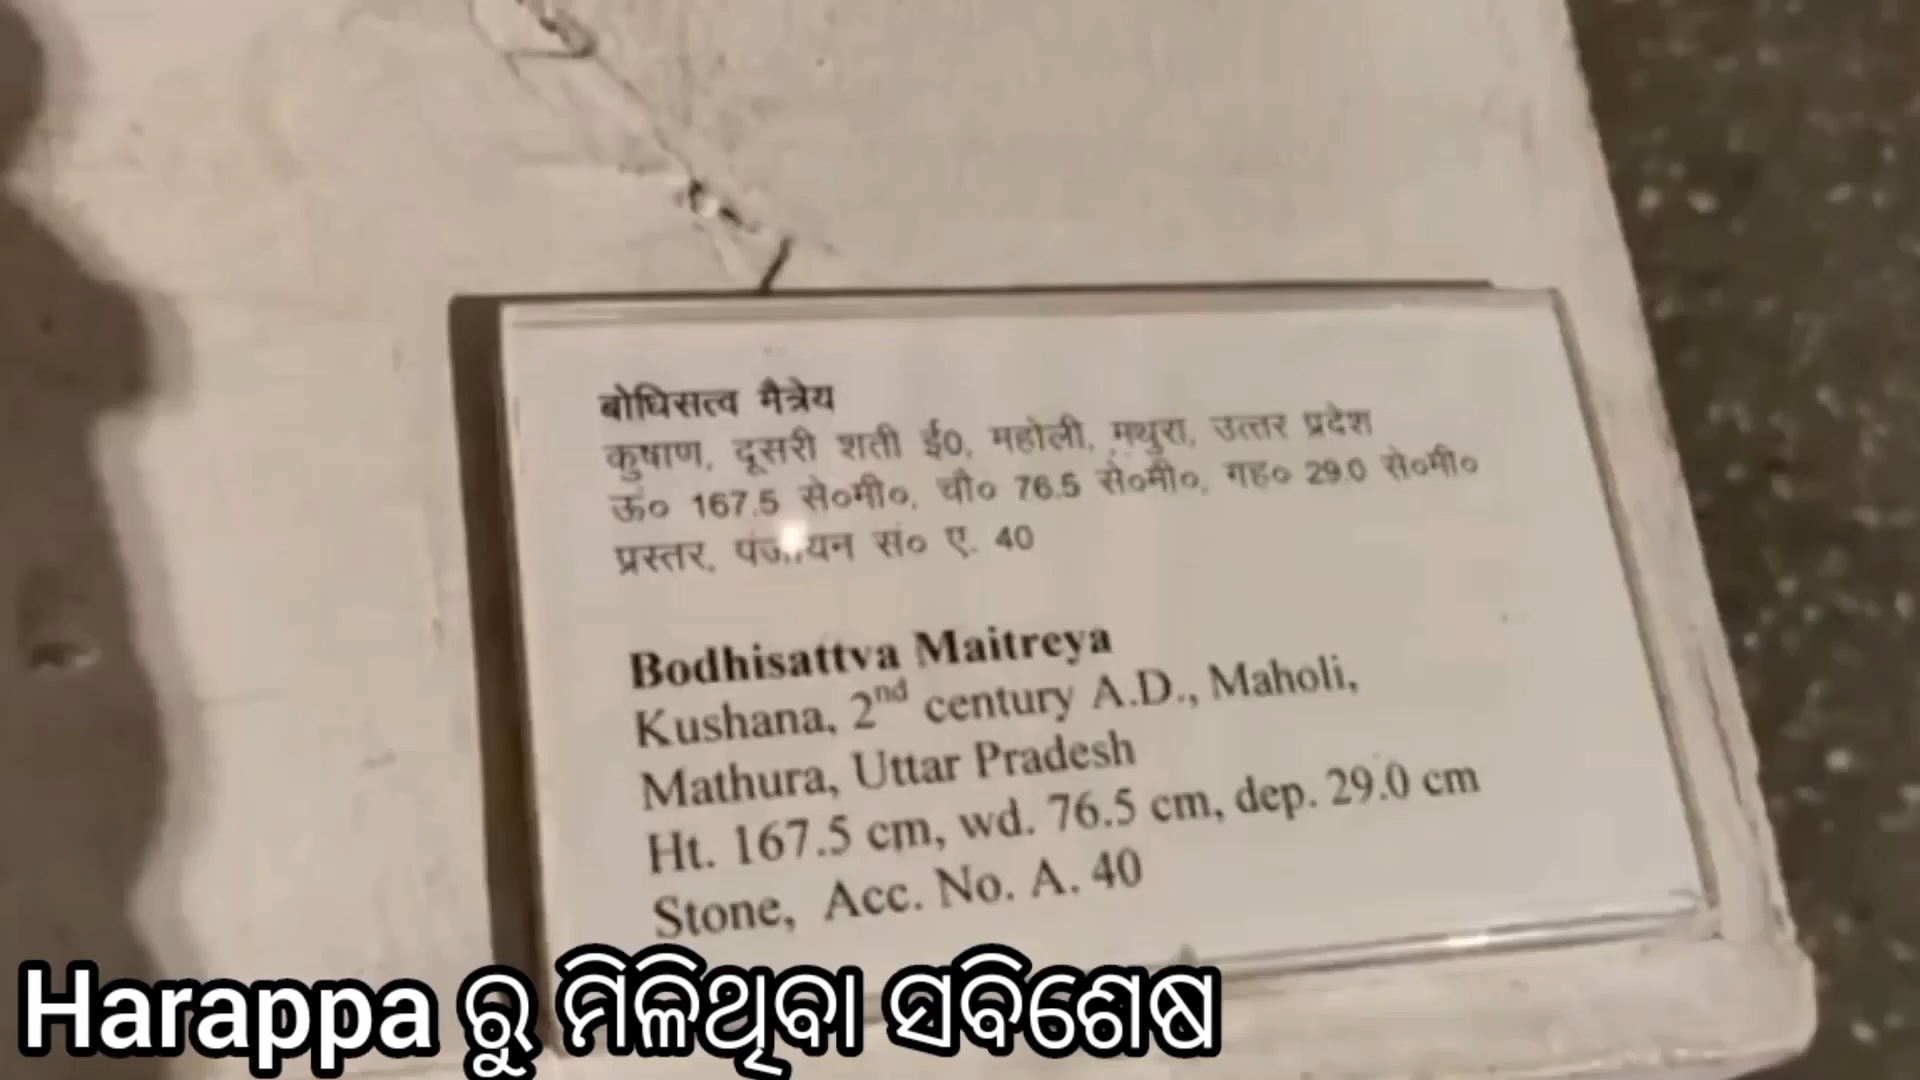 बोधिसत्व मैत्रेय
कुषाण, दूसरी शती ई0, महोली, मथुरा, उत्तर प्रदेश
ऊं० 167.5 से०मी०, चौ० 76.5 से०मी०, गह० 29.0 से०मी०
प्रस्तर, सं० ए. 40
Bodhisattva Maitreya
Kushana, 2nd century A.D., Maholi,
Mathura, Uttar Pradesh
Ht. 167.5 cm, wd. 76.5 cm, dep. 29.0 cm
Stone, Acc. No. A. 40
Harappa ରୁ ମିଳିଥିବା ସବିଶେଷ